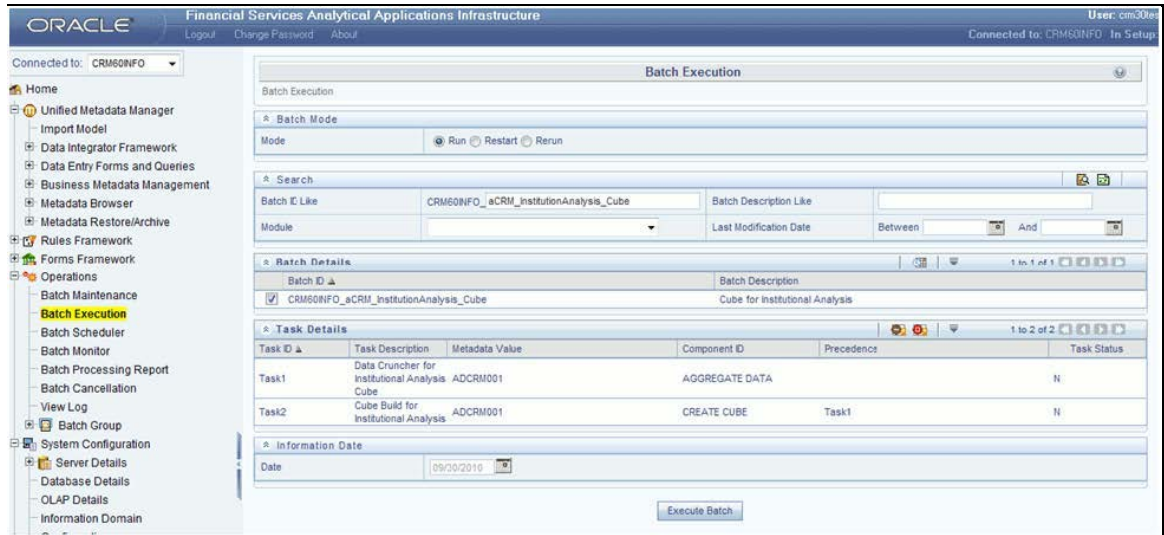 ORACLE
Financial Services Analytical Applications Infrastructure
User: crm30tes
Logout Change Password About
Connected to: CRM60INFO In Setup:
Connected to: CRM60INFO
Home
Unified Metadata Manager
Import Model
Data Integrator Framework
Data Entry Forms and Queries
Business Metadata Management
Metadata Browser
Metadata Restore/Archive
Rules Framework
Forms Framework
Operations
Batch Maintenance
Batch Execution
Batch Scheduler
Batch Monitor
Batch Processing Report
Batch Cancellation
View Log
Batch Group
System Configuration
Server Details
Database Details
OLAP Details
Information Domain
Batch Execution
Batch Execution
Batch Mode
Mode Run Restart Rerun
Search
Batch ID Like CRM60INFO_ aCRM_InstitutionAnalysis_Cube Batch Description Like
Module Last Modification Date Between And
Batch Details 1 to 1 of 1
Batch ID Batch Description
CRM60INFO_aCRM_InstitutionAnalysis_Cube Cube for Institutional Analysis
Task Details 1 to 2 of 2
Task ID Task Description Metadata Value Component ID Precedence Task Status
Task1 Data Cruncher for Institutional Analysis Cube ADCRM001 AGGREGATE DATA N
Task2 Cube Build for Institutional Analysis ADCRM001 CREATE CUBE Task1 N
Information Date
Date 09/30/2010
Execute Batch